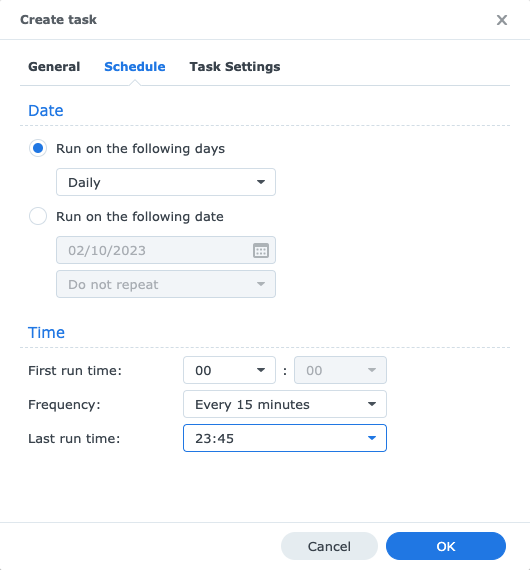 Create task
General Schedule Task Settings
Date
Run on the following days
Daily
Run on the following date
02/10/2023
Do not repeat
Time
First run time: 00 : 00
Frequency: Every 15 minutes
Last run time: 23:45
Cancel OK